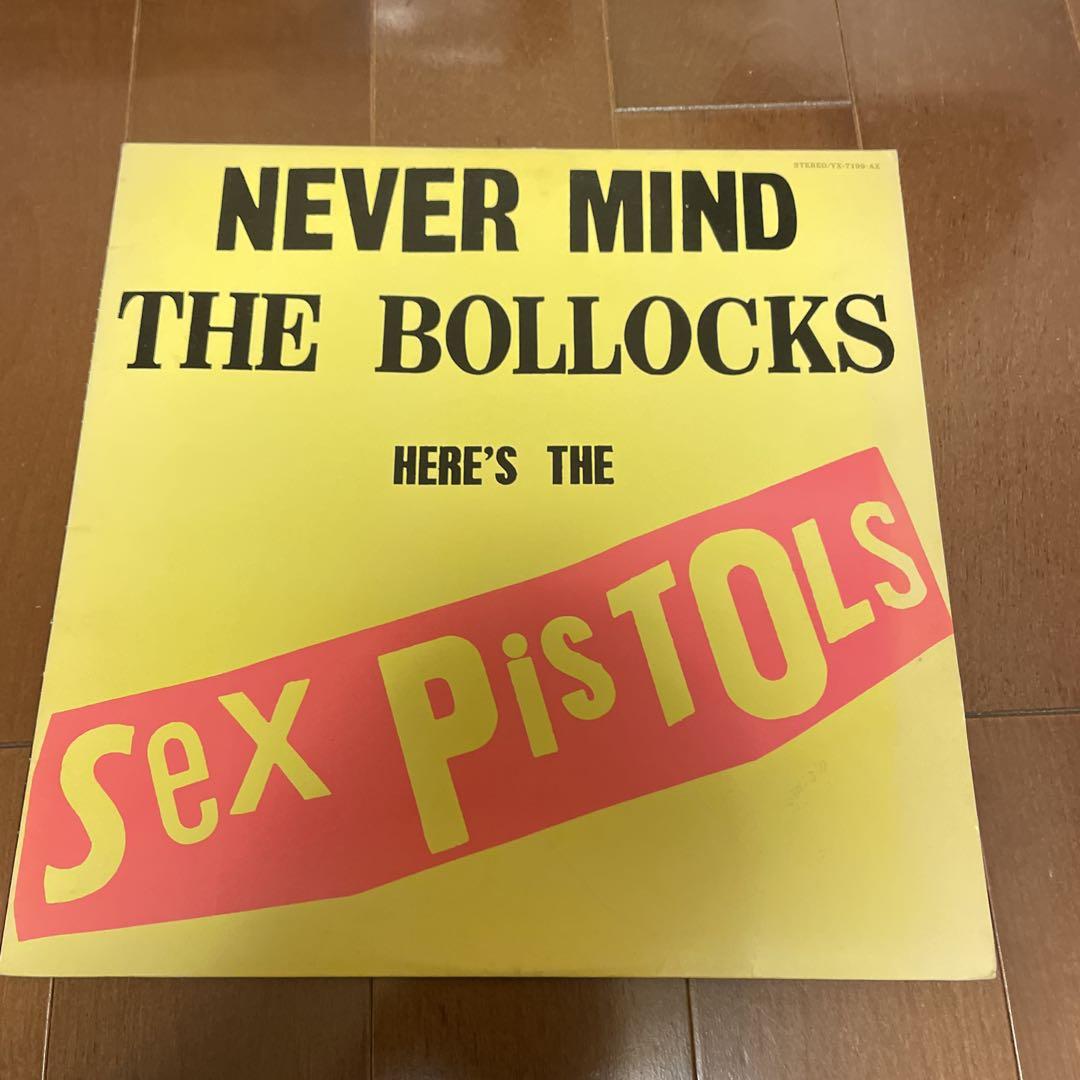 STEREO/YX-7199-AX
NEVER MIND
THE BOLLOCKS
HERE'S THE
SeX PiSTOLS